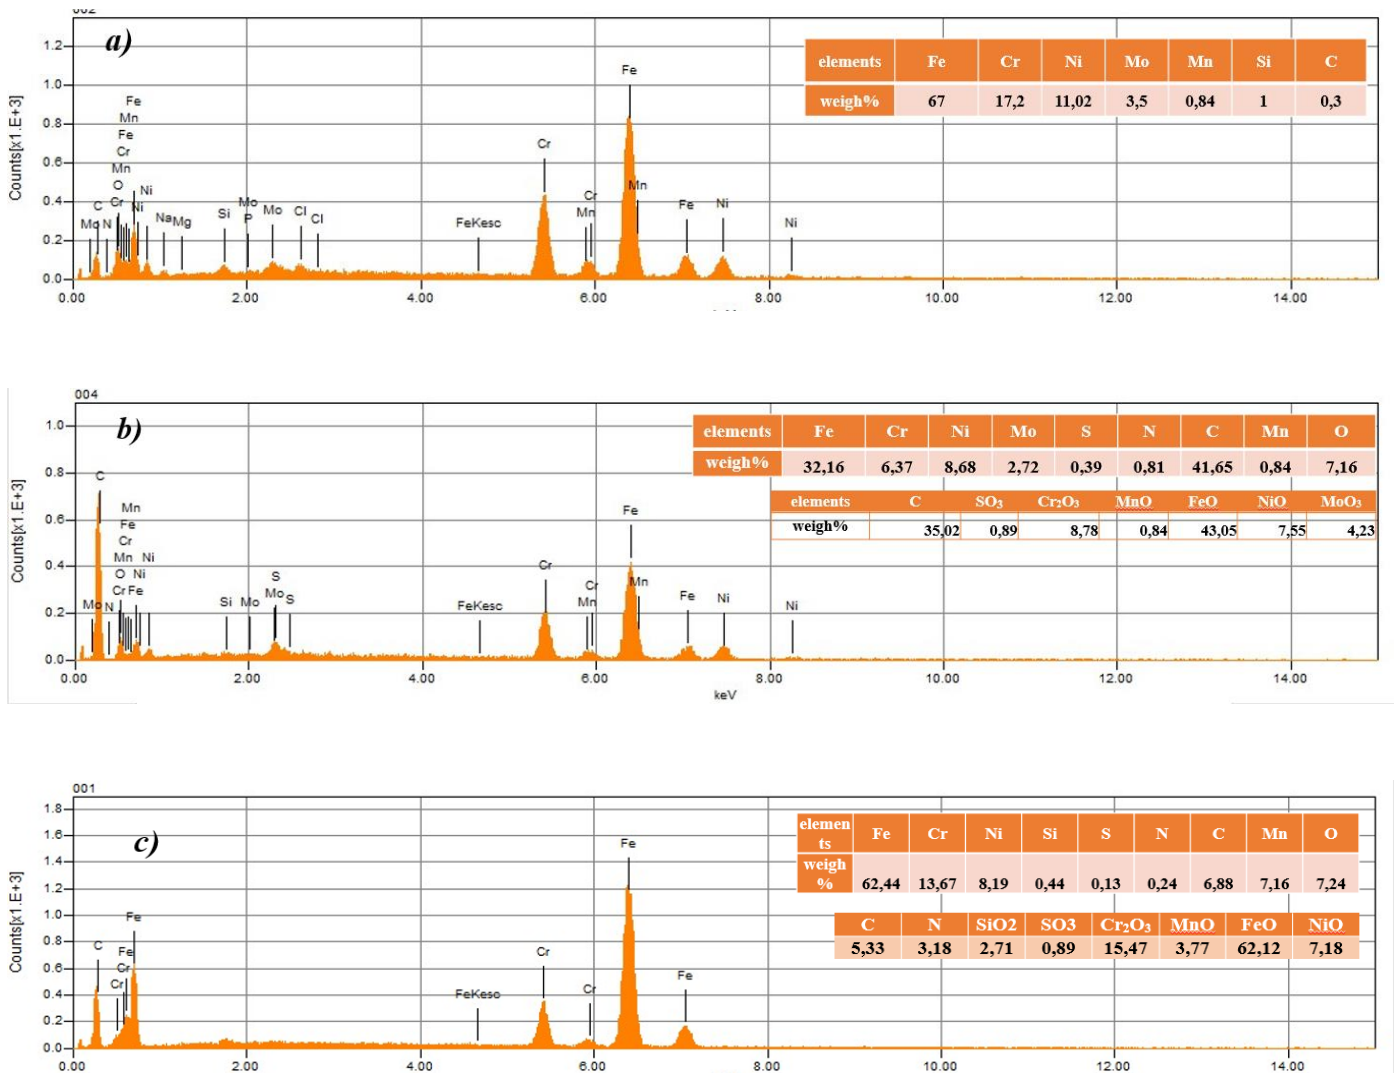 002
a)
elements Fe Cr Ni Mo Mn Si C
weigh% 67 17,2 11,02 3,5 0,84 1 0,3
Counts[x1.E+3]
1.2
1.0
0.8
0.6
0.4
0.2
0.0
Fe
Mn
Fe
Cr
Mn
O
Cr
Ni
Ni
C
Mo
N
Na
Mg
Si
Mo
P
Mo
Cl
Cl
FeKesc
Cr
Cr
Mn
Fe
Mn
Fe
Ni
Ni
0.00 2.00 4.00 6.00 8.00 10.00 12.00 14.00
004
b)
elements Fe Cr Ni Mo S N C Mn O
weigh% 32,16 6,37 8,68 2,72 0,39 0,81 41,65 0,84 7,16
elements C SO₃ Cr₂O₃ MnO FeO NiO MoO₃
weigh% 35,02 0,89 8,78 0,84 43,05 7,55 4,23
Counts[x1.E+3]
1.0
0.8
0.6
0.4
0.2
0.0
C
Mn
Fe
Cr
Mn Ni
O Ni
Cr Fe
Mo N
Si
Mo
S
Mo S
FeKesc
Cr
Cr
Mn
Fe
Mn
Fe
Ni
Ni
0.00 2.00 4.00 6.00 8.00 10.00 12.00 14.00
keV
001
c)
elemen
ts Fe Cr Ni Si S N C Mn O
weigh
% 62,44 13,67 8,19 0,44 0,13 0,24 6,88 7,16 7,24
C N SiO2 SO3 Cr₂O₃ MnO FeO NiO
5,33 3,18 2,71 0,89 15,47 3,77 62,12 7,18
Counts[x1.E+3]
1.8
1.6
1.4
1.2
1.0
0.8
0.6
0.4
0.2
0.0
Fe
C
Fe
Cr
Cr
FeKesc
Cr
Cr
Fe
Fe
0.00 2.00 4.00 6.00 8.00 10.00 12.00 14.00